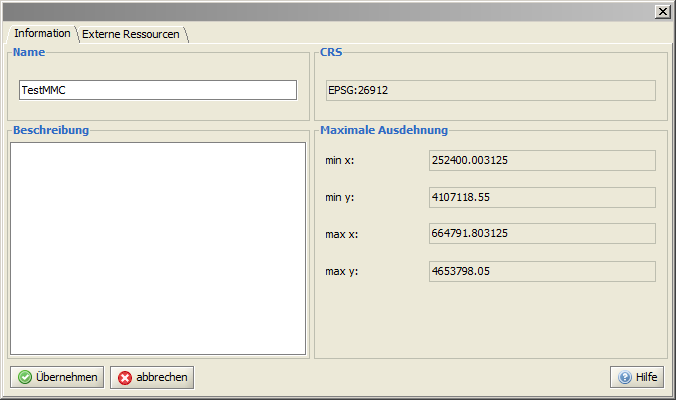 Information Externe Ressourcen
Name
TestMMC
CRS
EPSG:26912
Beschreibung
Maximale Ausdehnung
min x: 252400.003125
min y: 4107118.55
max x: 664791.803125
max y: 4653798.05
Übernehmen abbrechen Hilfe